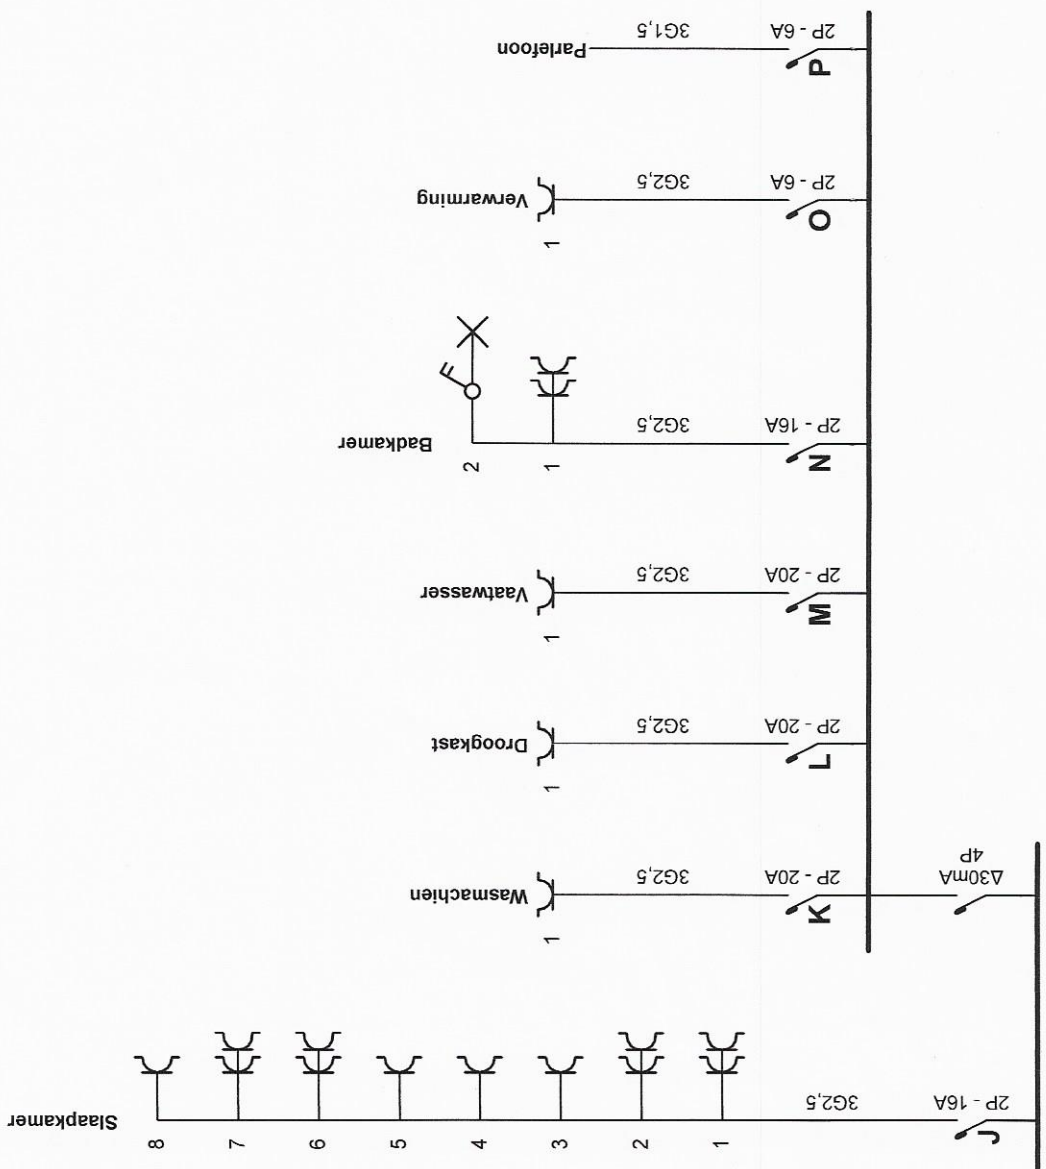 Parlefoon
3G1,5
2P - 6A
P
Verwarming
3G2,5
2P - 6A
O
1
Badkamer
3G2,5
2P - 16A
N
2
1
Vaatwasser
3G2,5
2P - 20A
M
1
Droogkast
3G2,5
2P - 20A
L
1
Wasmachien
3G2,5
2P - 20A
K
1
Δ30mA
4P
Slaapkamer
3G2,5
2P - 16A
J
8
7
6
5
4
3
2
1